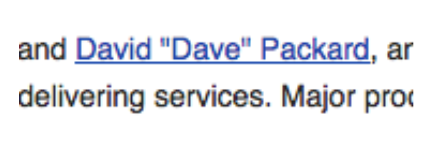 and David "Dave" Packard,
delivering services. Major